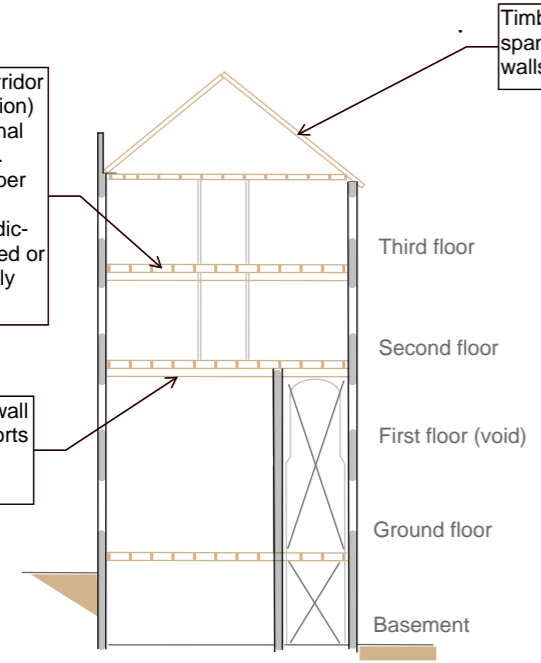 Timb
span
walls
rridor
ion)
nal
.
ber
dic-
ed or
ly
Third floor
Second floor
wall
orts
First floor (void)
Ground floor
Basement